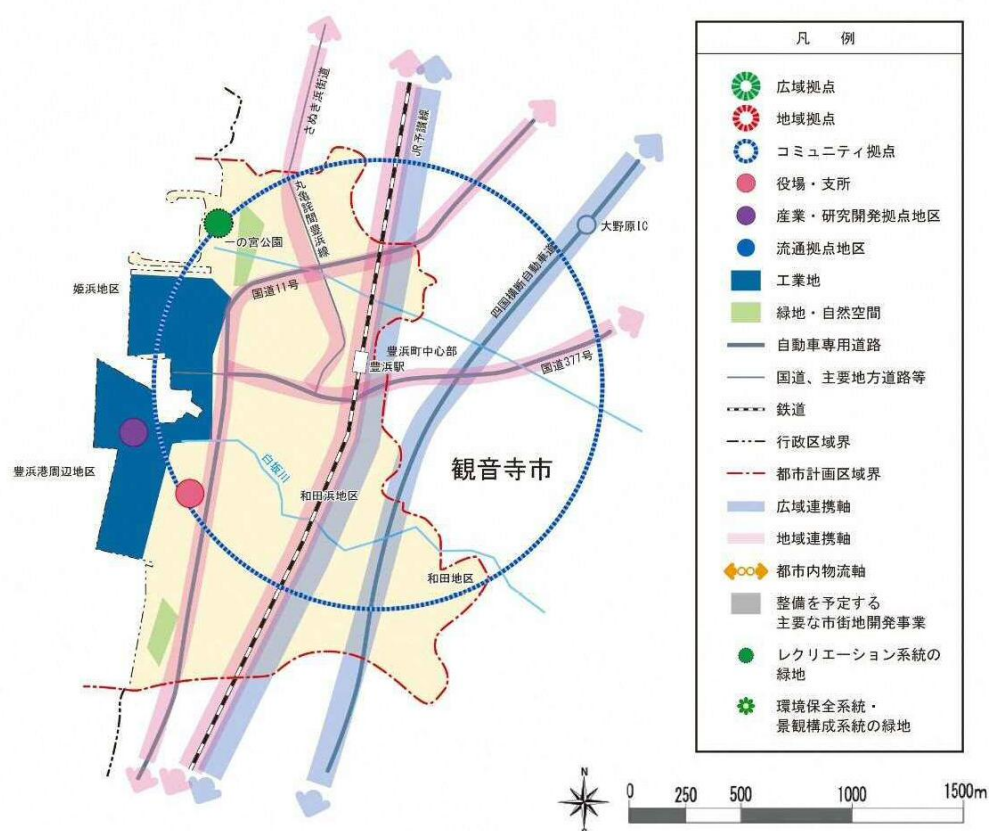 さぬき浜街道
JR予讃線
丸亀詫間豊浜線
大野原IC
一の宮公園
四国横断自動車道
姫浜地区
国道11号
豊浜町中心部
豊浜駅
国道377号
観音寺市
豊浜港周辺地区
白坂川
和田浜地区
和田地区
凡 例
広域拠点
地域拠点
コミュニティ拠点
役場・支所
産業・研究開発拠点地区
流通拠点地区
工業地
緑地・自然空間
自動車専用道路
国道、主要地方道路等
鉄道
行政区域界
都市計画区域界
広域連携軸
地域連携軸
都市内物流軸
整備を予定する
主要な市街地開発事業
レクリエーション系統の
緑地
環境保全系統・
景観構成系統の緑地
N
0 250 500 1000 1500m